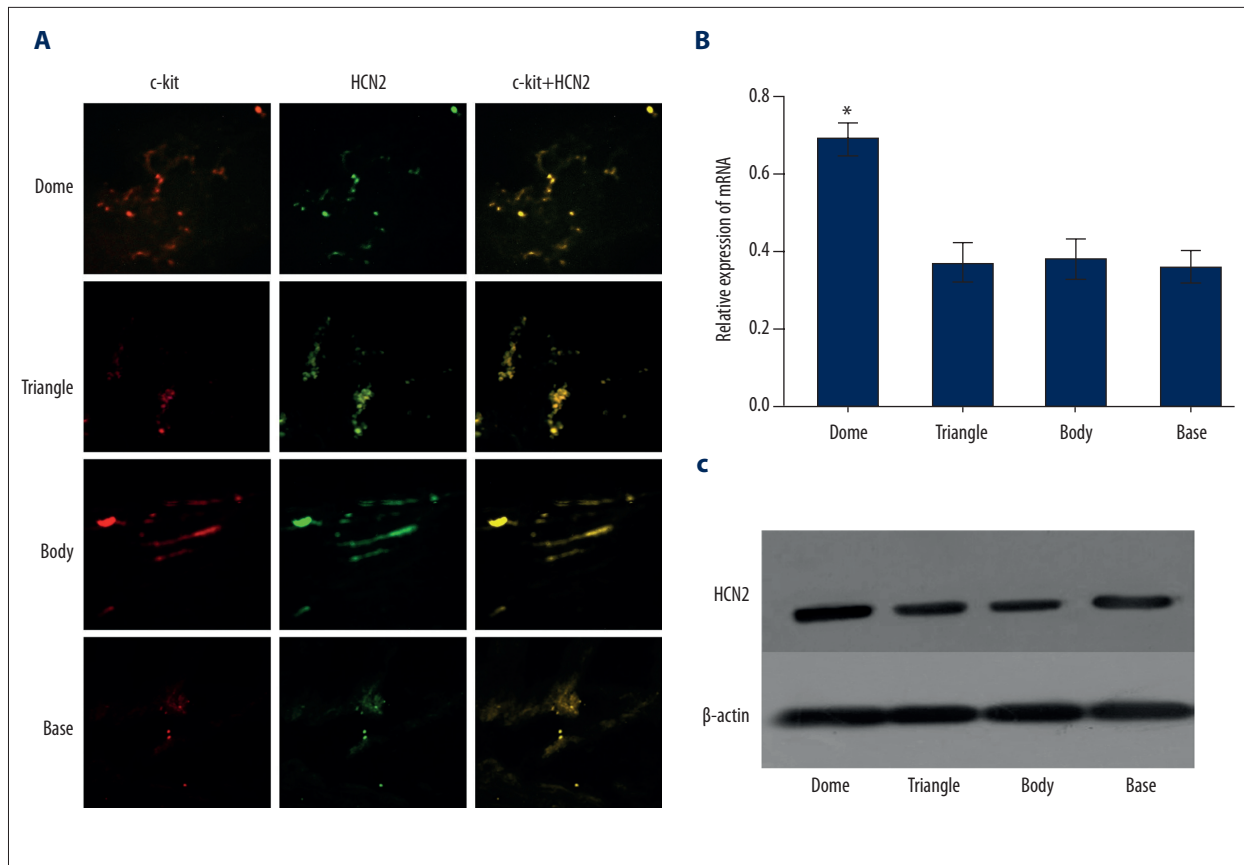 A
c-kit
HCN2
c-kit+HCN2
Dome
Triangle
Body
Base
B
Relative expression of mRNA
0.8
0.6
0.4
0.2
0.0
*
Dome
Triangle
Body
Base
c
HCN2
β-actin
Dome
Triangle
Body
Base